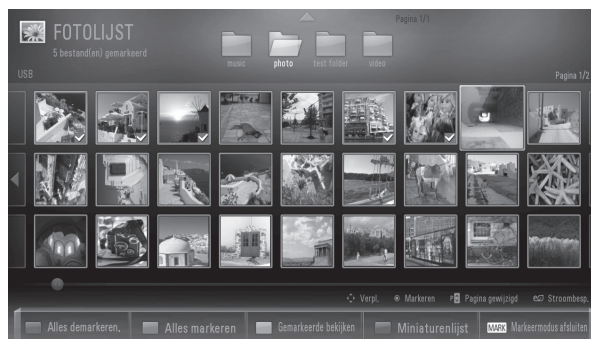 Pagina 1/1
FOTOLIJST
5 bestand(en) gemarkeerd
music photo test folder video
USB
Pagina 1/2
Verpl. Markeren P Pagina gewijzigd Stroombesp.
Alles demarkeren. Alles markeren Gemarkeerde bekijken Miniaturenlijst MARK Markeermodus afsluiten